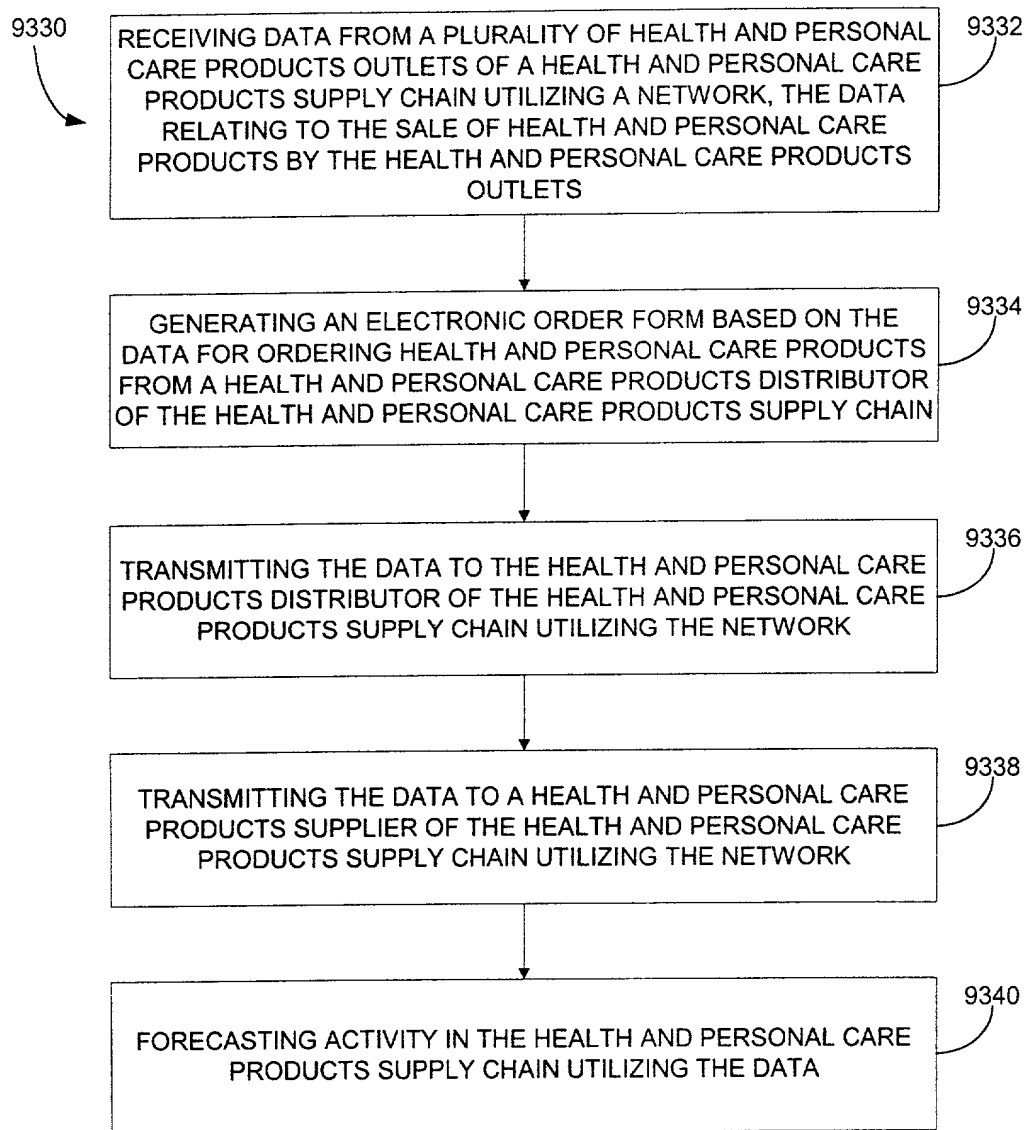 9330
9332
RECEIVING DATA FROM A PLURALITY OF HEALTH AND PERSONAL
CARE PRODUCTS OUTLETS OF A HEALTH AND PERSONAL CARE
PRODUCTS SUPPLY CHAIN UTILIZING A NETWORK, THE DATA
RELATING TO THE SALE OF HEALTH AND PERSONAL CARE
PRODUCTS BY THE HEALTH AND PERSONAL CARE PRODUCTS
OUTLETS
9334
GENERATING AN ELECTRONIC ORDER FORM BASED ON THE
DATA FOR ORDERING HEALTH AND PERSONAL CARE PRODUCTS
FROM A HEALTH AND PERSONAL CARE PRODUCTS DISTRIBUTOR
OF THE HEALTH AND PERSONAL CARE PRODUCTS SUPPLY CHAIN
9336
TRANSMITTING THE DATA TO THE HEALTH AND PERSONAL CARE
PRODUCTS DISTRIBUTOR OF THE HEALTH AND PERSONAL CARE
PRODUCTS SUPPLY CHAIN UTILIZING THE NETWORK
9338
TRANSMITTING THE DATA TO A HEALTH AND PERSONAL CARE
PRODUCTS SUPPLIER OF THE HEALTH AND PERSONAL CARE
PRODUCTS SUPPLY CHAIN UTILIZING THE NETWORK
9340
FORECASTING ACTIVITY IN THE HEALTH AND PERSONAL CARE
PRODUCTS SUPPLY CHAIN UTILIZING THE DATA